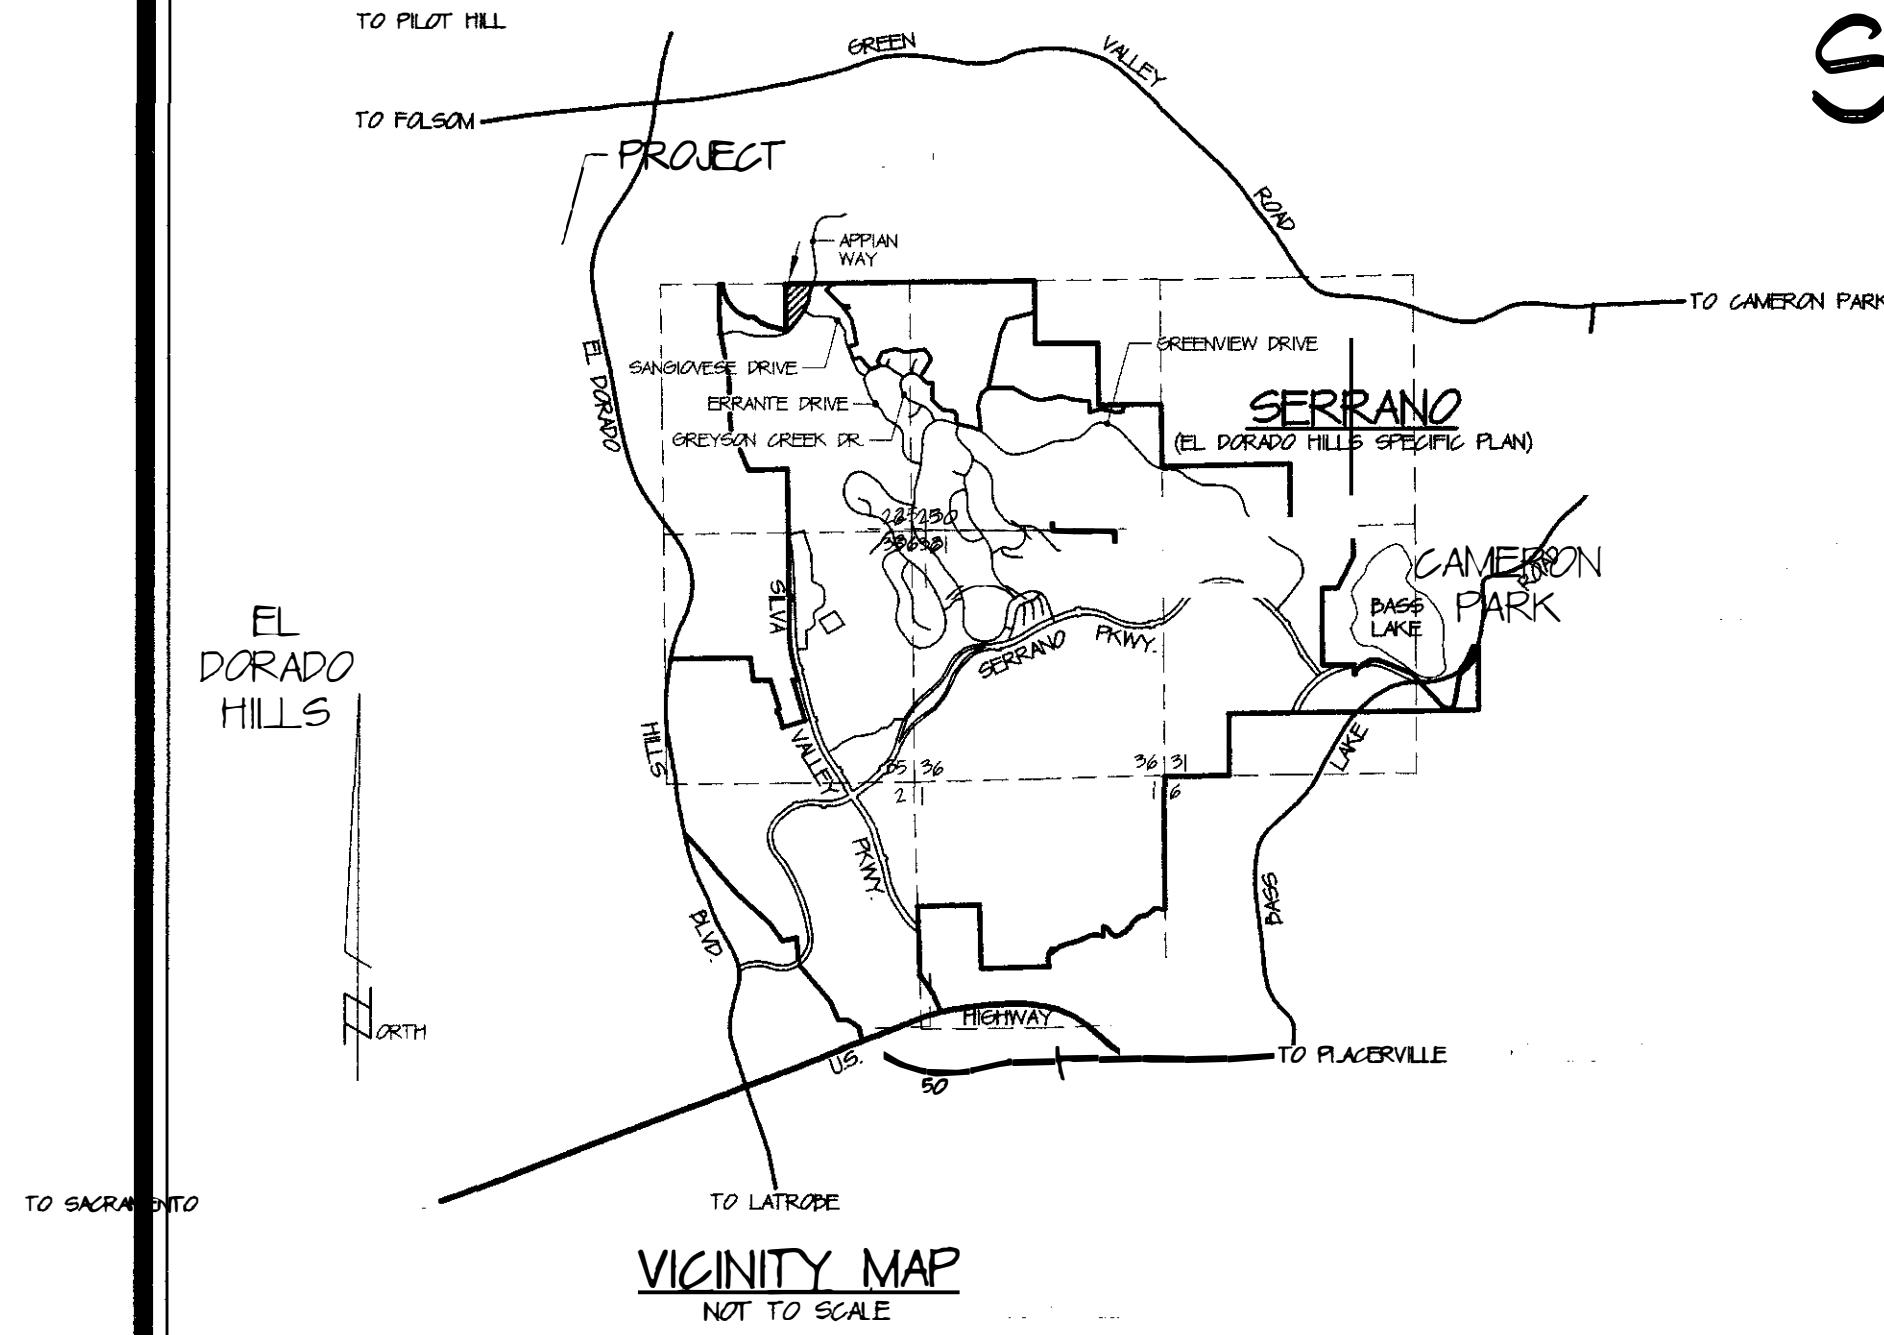 TO PILOT HILL
GREEN
VALLEY
ROAD
TO FOLSOM
PROJECT
APPIAN
WAY
TO CAMERON PARK
GREENVIEW DRIVE
SANGIOVESE DRIVE
ERRANTE DRIVE
GREYSON CREEK DR.
SERRANO
(EL DORADO HILLS SPECIFIC PLAN)
EL DORADO
HILLS
BLVD.
CAMERON
PARK
ROAD
BASS
LAKE
EL
DORADO
HILLS
SILVA
VALLEY
PKWY.
SERRANO
PKWY.
LAKE
BASS
35 36
2
36 31
1 6
NORTH
HIGHWAY
U.S.
50
TO PLACERVILLE
TO SACRAMENTO
TO LATROBE
VICINITY MAP
NOT TO SCALE